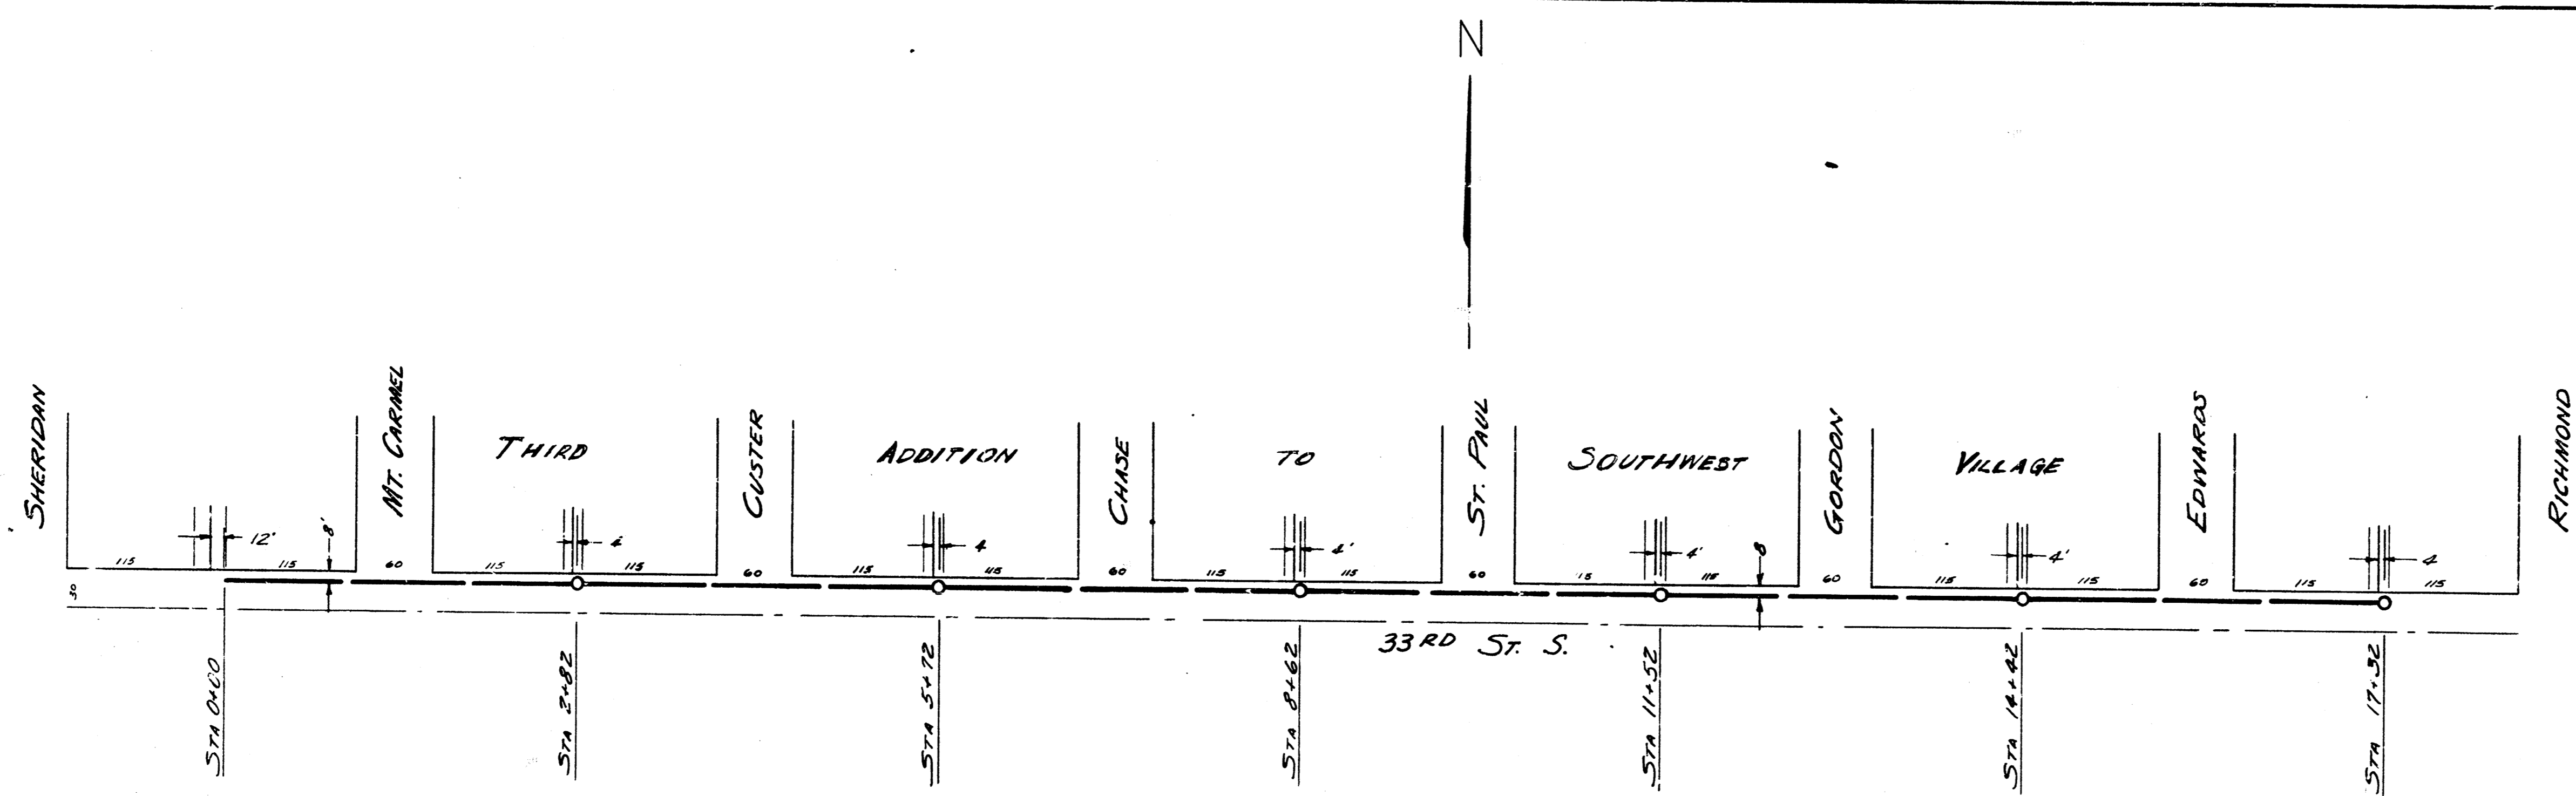 N
SHERIDAN
MT. CARMEL
CUSTER
CHASE
ST. PAUL
GORDON
EDWARDS
RICHMOND
THIRD ADDITION TO SOUTHWEST VILLAGE
12' 8' 4 4 4' 4' 8 4' 4
115 115 60 115 115 60 115 115 60 115 115 60 115 115 60 115 115 60 115 115
30
33RD ST. S.
STA 0+00
STA 2+82
STA 5+72
STA 8+62
STA 11+52
STA 14+42
STA 17+32